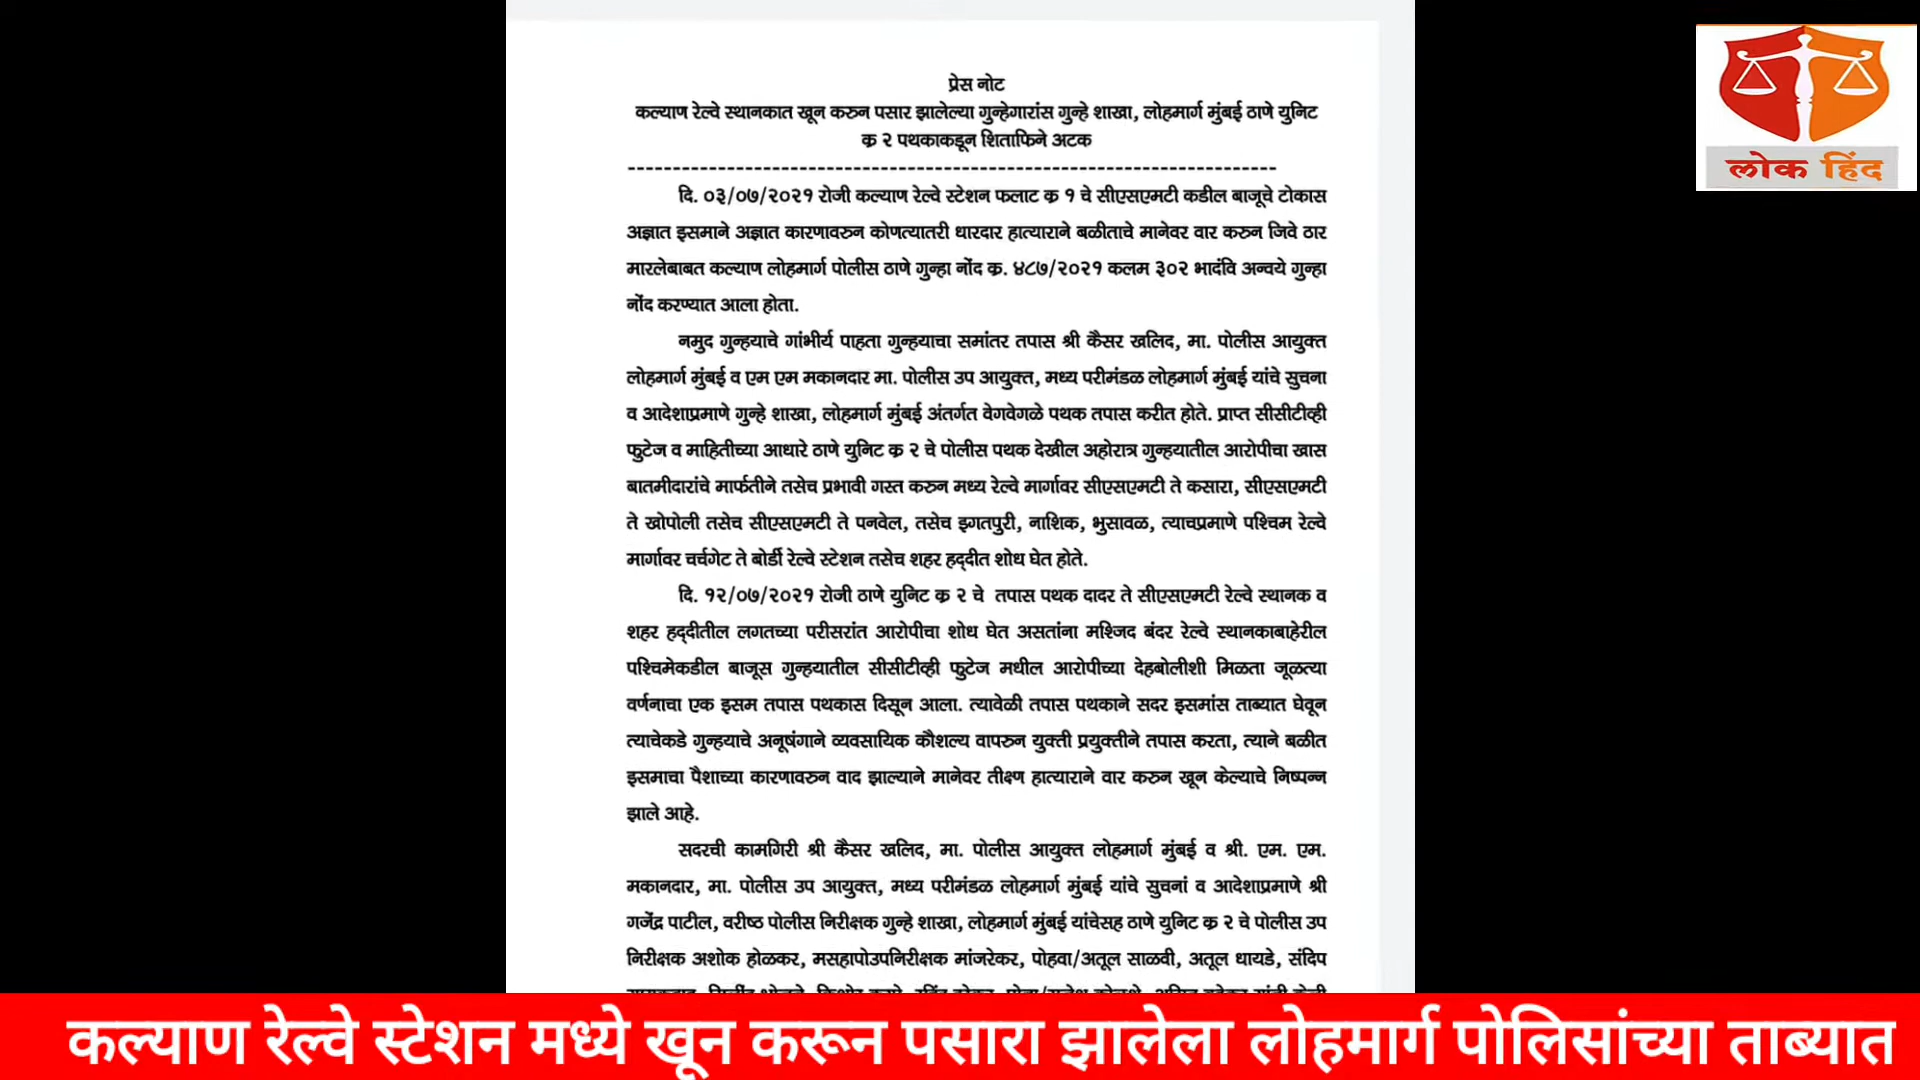 प्रेस नोट
कल्याण रेल्वे स्थानकात खून करुन पसार झालेल्या गुन्हेगारांस गुन्हे शाखा, लोहमार्ग मुंबई ठाणे युनिट
क्र २ पथकाकडून शिताफिने अटक
------------------------------------------------------------------------
दि. ०३/०७/२०२१ रोजी कल्याण रेल्वे स्टेशन फलाट क्र १ चे सीएसएमटी कडील बाजूचे टोकास
अज्ञात इसमाने अज्ञात कारणावरुन कोणत्यातरी धारदार हात्याराने बळीताचे मानेवर वार करुन जिवे ठार
मारलेबाबत कल्याण लोहमार्ग पोलीस ठाणे गुन्हा नोंद क्र. ४८७/२०२१ कलम ३०२ भादंवि अन्वये गुन्हा
नोंद करण्यात आला होता.
नमुद गुन्हयाचे गांभीर्य पाहता गुन्हयाचा समांतर तपास श्री कैसर खलिद, मा. पोलीस आयुक्त
लोहमार्ग मुंबई व एम एम मकानदार मा. पोलीस उप आयुक्त, मध्य परीमंडळ लोहमार्ग मुंबई यांचे सुचना
व आदेशाप्रमाणे गुन्हे शाखा, लोहमार्ग मुंबई अंतर्गत वेगवेगळे पथक तपास करीत होते. प्राप्त सीसीटीव्ही
फुटेज व माहितीच्या आधारे ठाणे युनिट क्र २ चे पोलीस पथक देखील अहोरात्र गुन्हयातील आरोपीचा खास
बातमीदारांचे मार्फतीने तसेच प्रभावी गस्त करुन मध्य रेल्वे मार्गावर सीएसएमटी ते कसारा, सीएसएमटी
ते खोपोली तसेच सीएसएमटी ते पनवेल, तसेच इगतपुरी, नाशिक, भुसावळ, त्याचप्रमाणे पश्चिम रेल्वे
मार्गावर चर्चगेट ते बोर्डी रेल्वे स्टेशन तसेच शहर हद्दीत शोध घेत होते.
दि. १२/०७/२०२१ रोजी ठाणे युनिट क्र २ चे तपास पथक दादर ते सीएसएमटी रेल्वे स्थानक व
शहर हद्दीतील लगतच्या परीसरांत आरोपीचा शोध घेत असतांना मश्जिद बंदर रेल्वे स्थानकाबाहेरील
पश्चिमेकडील बाजूस गुन्हयातील सीसीटीव्ही फुटेज मधील आरोपीच्या देहबोलीशी मिळता जूळत्या
वर्णनाचा एक इसम तपास पथकास दिसून आला. त्यावेळी तपास पथकाने सदर इसमांस ताब्यात घेवून
त्याचेकडे गुन्हयाचे अनूषंगाने व्यवसायिक कौशल्य वापरुन युक्ती प्रयुक्तीने तपास करता, त्याने बळीत
इसमाचा पैशाच्या कारणावरुन वाद झाल्याने मानेवर तीक्ष्ण हात्याराने वार करुन खून केल्याचे निष्पन्न
झाले आहे.
सदरची कामगिरी श्री कैसर खलिद, मा. पोलीस आयुक्त लोहमार्ग मुंबई व श्री. एम. एम.
मकानदार, मा. पोलीस उप आयुक्त, मध्य परीमंडळ लोहमार्ग मुंबई यांचे सुचनां व आदेशाप्रमाणे श्री
गजेंद्र पाटील, वरीष्ठ पोलीस निरीक्षक गुन्हे शाखा, लोहमार्ग मुंबई यांचेसह ठाणे युनिट क्र २ चे पोलीस उप
निरीक्षक अशोक होळकर, मसहापोउपनिरीक्षक मांजरेकर, पोहवा/अतूल साळवी, अतूल धायडे, संदिप
लोक हिंद
कल्याण रेल्वे स्टेशन मध्ये खून करून पसारा झालेला लोहमार्ग पोलिसांच्या ताब्यात